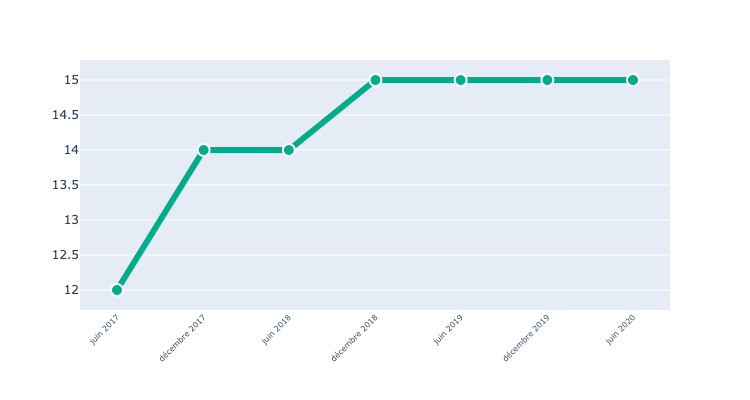 15
14.5
14
13.5
13
12.5
12
juin 2017
décembre 2017
juin 2018
décembre 2018
juin 2019
décembre 2019
juin 2020